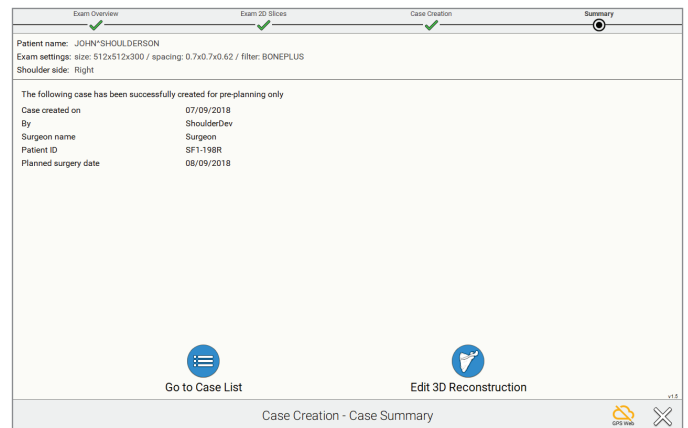 Exam Overview Exam 2D Slices Case Creation Summary
Patient name: JOHN^SHOULDERSON
Exam settings: size: 512x512x300 / spacing: 0.7x0.7x0.62 / filter: BONEPLUS
Shoulder side: Right
The following case has been successfully created for pre-planning only
Case created on 07/09/2018
By ShoulderDev
Surgeon name Surgeon
Patient ID SF1-198R
Planned surgery date 08/09/2018
Go to Case List Edit 3D Reconstruction
v1.5
Case Creation - Case Summary
GPS Web